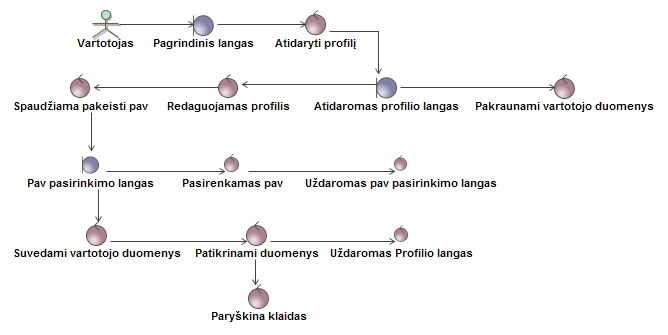 Vartotojas
Pagrindinis langas
Atidaryti profilį
Spaudžiama pakeisti pav
Redaguojamas profilis
Atidaromas profilio langas
Pakraunami vartotojo duomenys
Pav pasirinkimo langas
Pasirenkamas pav
Uždaromas pav pasirinkimo langas
Suvedami vartotojo duomenys
Patikrinami duomenys
Uždaromas Profilio langas
Paryškina klaidas